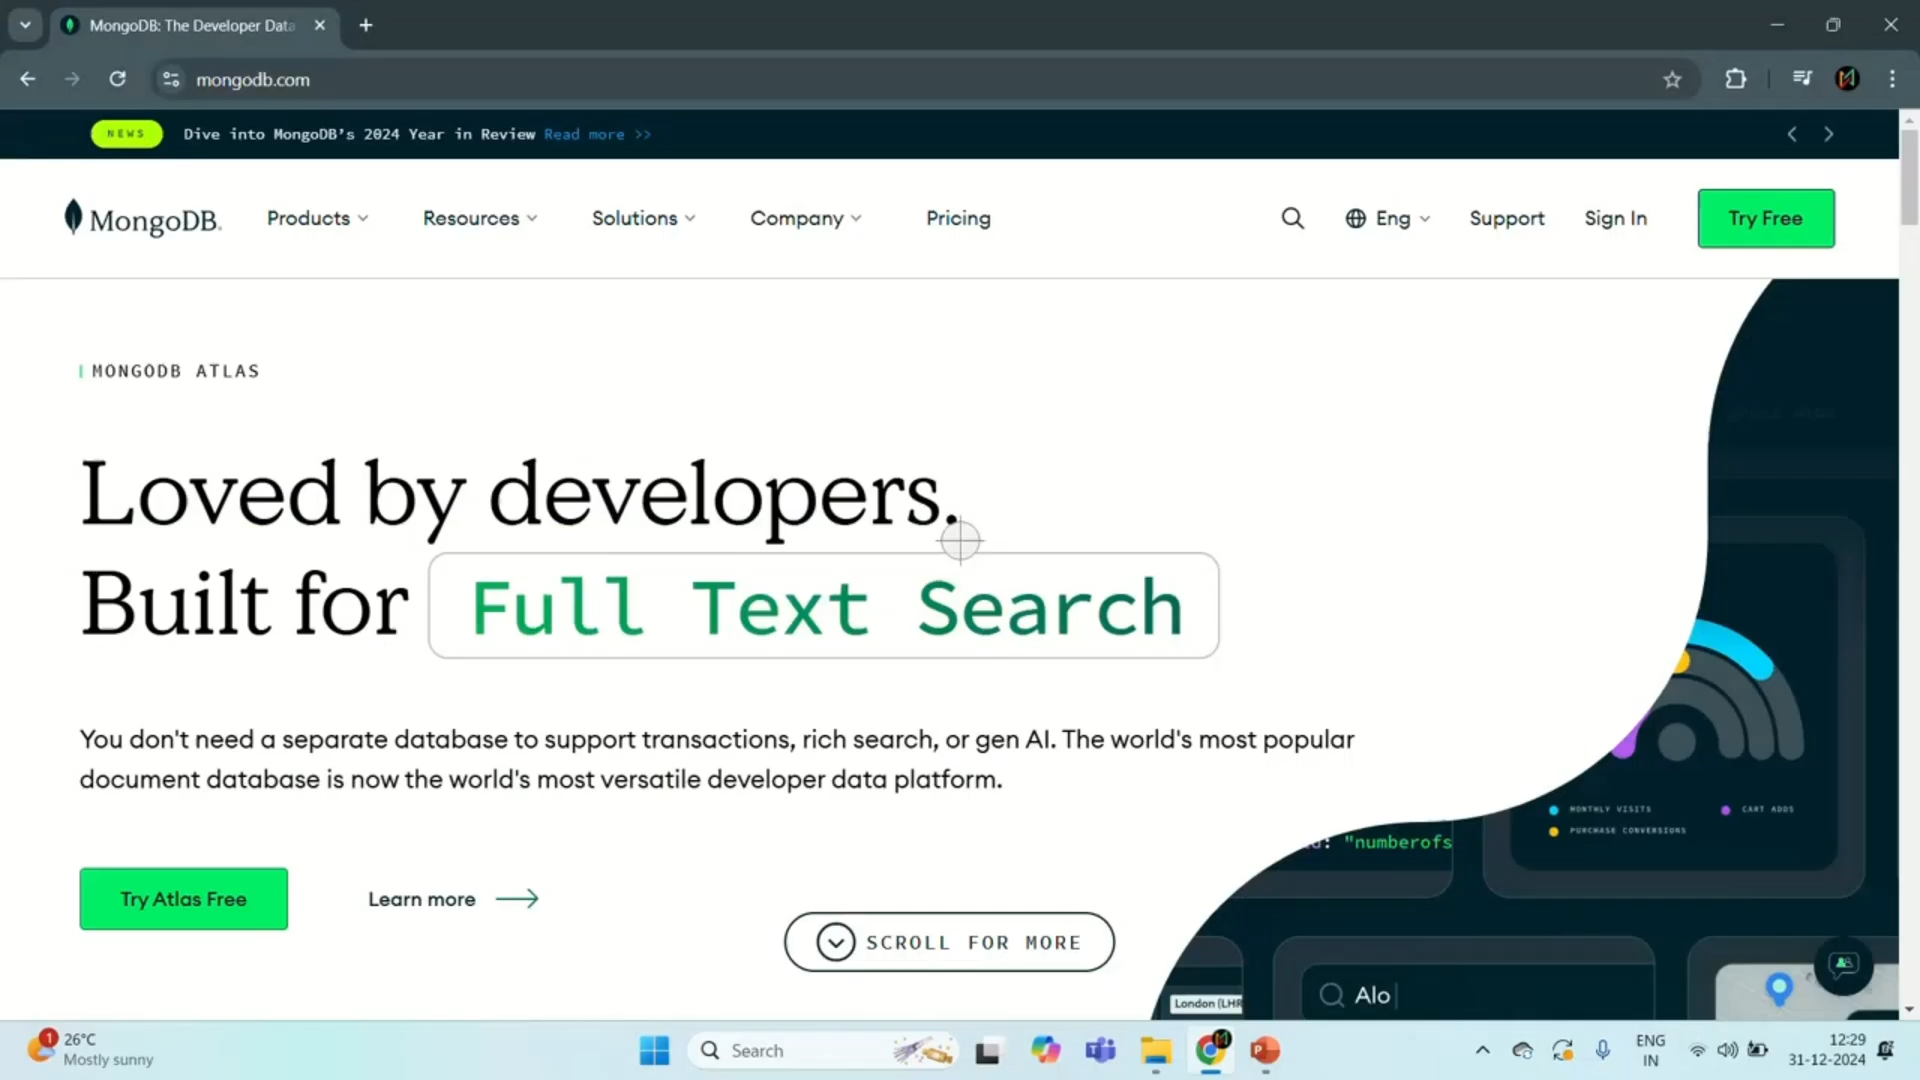 MongoDB: The Developer Data
mongodb.com
NEWS
Dive into MongoDB's 2024 Year in Review Read more >>
MongoDB.
Products
Resources
Solutions
Company
Pricing
Eng
Support
Sign In
Try Free
MONGODB ATLAS
Loved by developers.
Built for Full Text Search
You don't need a separate database to support transactions, rich search, or gen AI. The world's most popular
document database is now the world's most versatile developer data platform.
Try Atlas Free
Learn more
SCROLL FOR MORE
MONTHLY VISITS
CART ADDS
PURCHASE CONVERSIONS
: "numberofs
London (LHR
Alo
1
26°C
Mostly sunny
Search
ENG
IN
12:29
31-12-2024